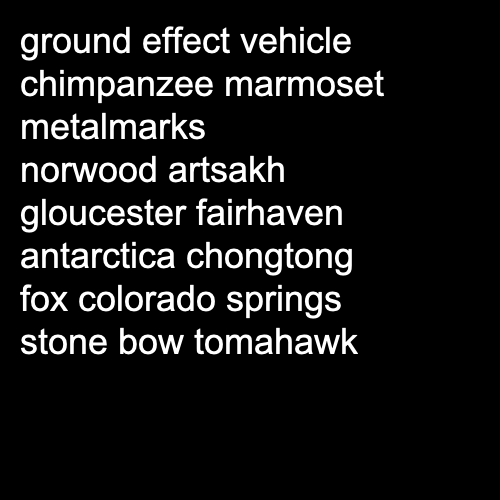 ground effect vehicle
chimpanzee marmoset
metalmarks
norwood artsakh
gloucester fairhaven
antarctica chongtong
fox colorado springs
stone bow tomahawk